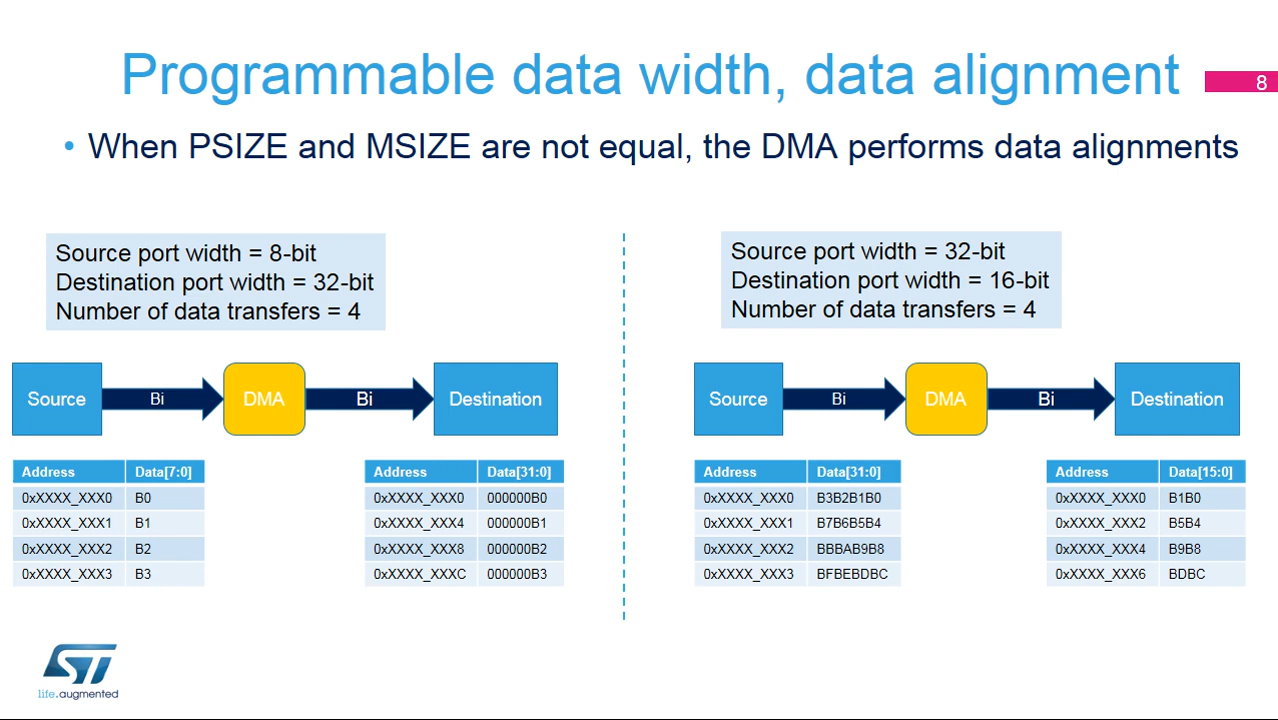 Programmable data width, data alignment
8
• When PSIZE and MSIZE are not equal, the DMA performs data alignments
Source port width = 8-bit
Destination port width = 32-bit
Number of data transfers = 4
Source
Bi
DMA
Bi
Destination
Address Data[7:0]
0xXXXX_XXX0 B0
0xXXXX_XXX1 B1
0xXXXX_XXX2 B2
0xXXXX_XXX3 B3
Address Data[31:0]
0xXXXX_XXX0 000000B0
0xXXXX_XXX4 000000B1
0xXXXX_XXX8 000000B2
0xXXXX_XXXC 000000B3
Source port width = 32-bit
Destination port width = 16-bit
Number of data transfers = 4
Source
Bi
DMA
Bi
Destination
Address Data[31:0]
0xXXXX_XXX0 B3B2B1B0
0xXXXX_XXX1 B7B6B5B4
0xXXXX_XXX2 BBBAB9B8
0xXXXX_XXX3 BFBEBDBC
Address Data[15:0]
0xXXXX_XXX0 B1B0
0xXXXX_XXX2 B5B4
0xXXXX_XXX4 B9B8
0xXXXX_XXX6 BDBC
ST
life.augmented